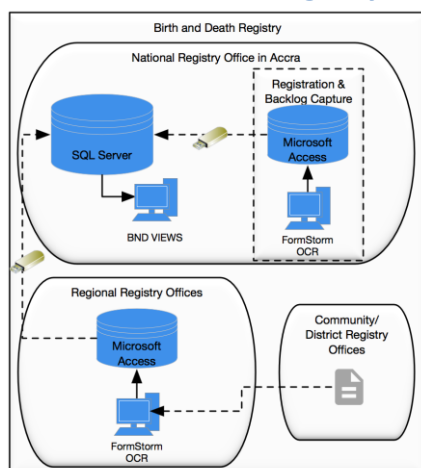 Birth and Death Registry
National Registry Office in Accra
Registration &
Backlog Capture
SQL Server
Microsoft
Access
BND VIEWS
FormStorm
OCR
Regional Registry Offices
Microsoft
Access
FormStorm
OCR
Community/
District Registry
Offices